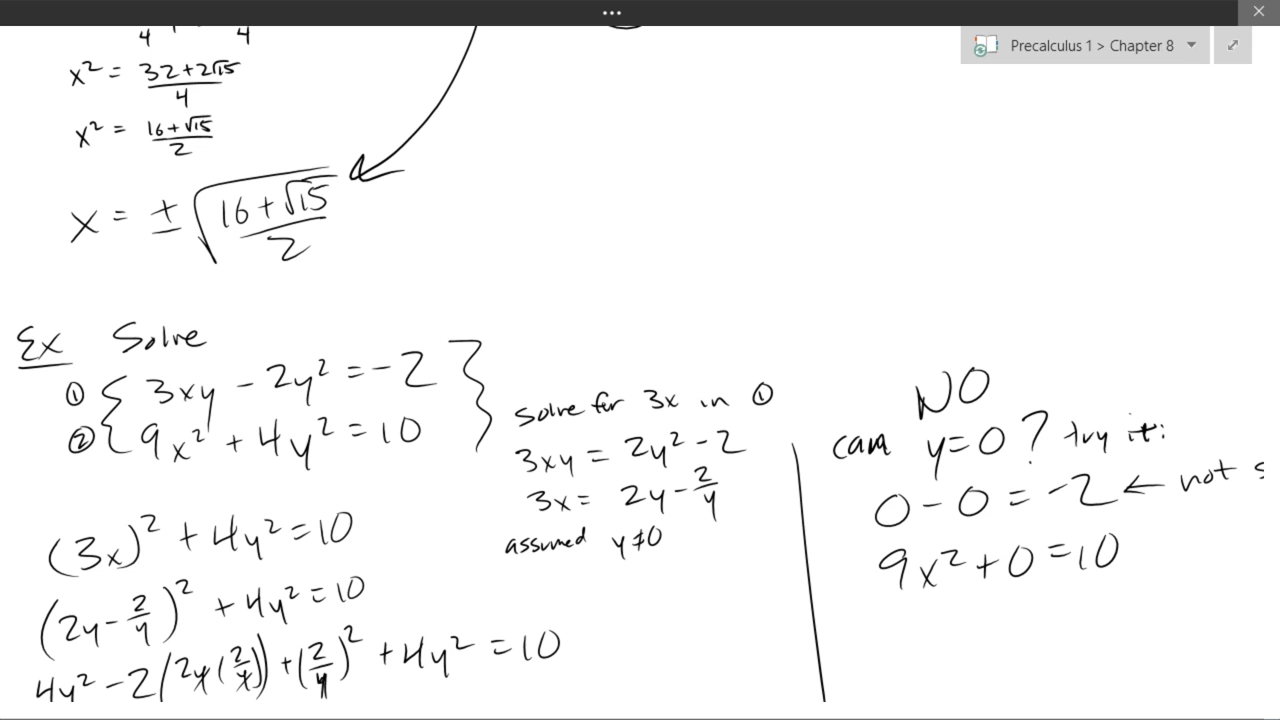 Precalculus 1 > Chapter 8
4 4
x² = 32+2√15 / 4
x² = 16+√15 / 2
x = ± √(16+√15 / 2)
Ex Solve
① { 3xy - 2y² = -2 }
② { 9x² + 4y² = 10 }
(3x)² + 4y² = 10
(2y - 2/y)² + 4y² = 10
4y² - 2(2y(2/y)) + (2/y)² + 4y² = 10
solve for 3x in ①
3xy = 2y² - 2
3x = 2y - 2/y
assumed y≠0
NO
can y=0? try it:
0 - 0 = -2 ← not
9x² + 0 = 10